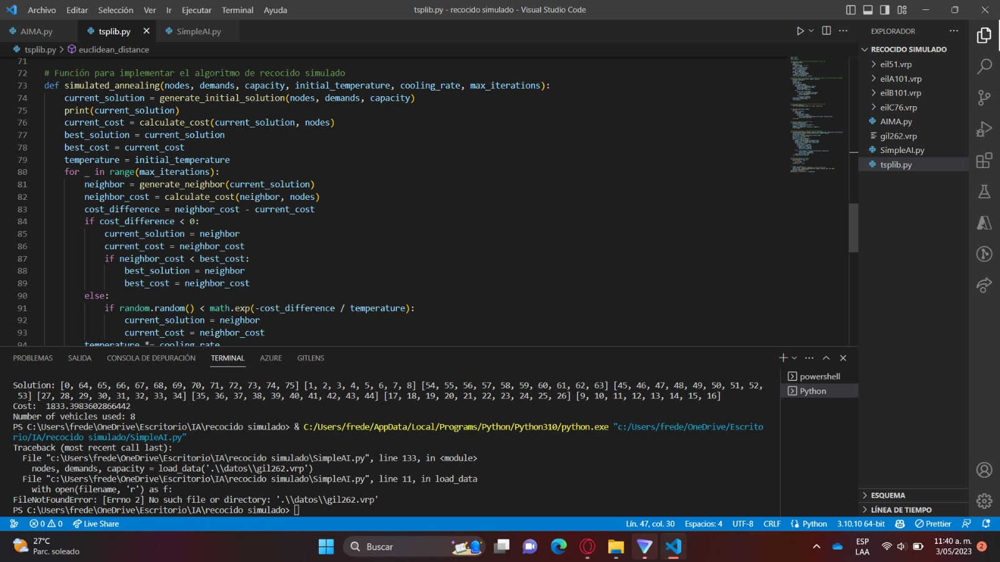 Archivo Editar Selección Ver Ir Ejecutar Terminal Ayuda
tsplib.py - recocido simulado - Visual Studio Code
AIMA.py
tsplib.py
SimpleAI.py
tsplib.py > euclidean_distance
71
72 # Función para implementar el algoritmo de recocido simulado
73 def simulated_annealing(nodes, demands, capacity, initial_temperature, cooling_rate, max_iterations):
74 current_solution = generate_initial_solution(nodes, demands, capacity)
75 print(current_solution)
76 current_cost = calculate_cost(current_solution, nodes)
77 best_solution = current_solution
78 best_cost = current_cost
79 temperature = initial_temperature
80 for _ in range(max_iterations):
81 neighbor = generate_neighbor(current_solution)
82 neighbor_cost = calculate_cost(neighbor, nodes)
83 cost_difference = neighbor_cost - current_cost
84 if cost_difference < 0:
85 current_solution = neighbor
86 current_cost = neighbor_cost
87 if neighbor_cost < best_cost:
88 best_solution = neighbor
89 best_cost = neighbor_cost
90 else:
91 if random.random() < math.exp(-cost_difference / temperature):
92 current_solution = neighbor
93 current_cost = neighbor_cost
94 temperature *= cooling_rate
EXPLORADOR
RECOCIDO SIMULADO
eil51.vrp
eilA101.vrp
eilB101.vrp
eilC76.vrp
AIMA.py
gil262.vrp
SimpleAI.py
tsplib.py
ESQUEMA
LÍNEA DE TIEMPO
PROBLEMAS SALIDA CONSOLA DE DEPURACIÓN TERMINAL AZURE GITLENS
powershell
Python
Solution: [0, 64, 65, 66, 67, 68, 69, 70, 71, 72, 73, 74, 75] [1, 2, 3, 4, 5, 6, 7, 8] [54, 55, 56, 57, 58, 59, 60, 61, 62, 63] [45, 46, 47, 48, 49, 50, 51, 52,
53] [27, 28, 29, 30, 31, 32, 33, 34] [35, 36, 37, 38, 39, 40, 41, 42, 43, 44] [17, 18, 19, 20, 21, 22, 23, 24, 25, 26] [9, 10, 11, 12, 13, 14, 15, 16]
Cost: 1833.3983602866442
Number of vehicles used: 8
PS C:\Users\frede\OneDrive\Escritorio\IA\recocido simulado> & C:/Users/frede/AppData/Local/Programs/Python/Python310/python.exe "c:/Users/frede/OneDrive/Escrito
rio/IA/recocido simulado/SimpleAI.py"
Traceback (most recent call last):
File "c:\Users\frede\OneDrive\Escritorio\IA\recocido simulado\SimpleAI.py", line 133, in <module>
nodes, demands, capacity = load_data('.\\datos\\gil262.vrp')
File "c:\Users\frede\OneDrive\Escritorio\IA\recocido simulado\SimpleAI.py", line 11, in load_data
with open(filename, 'r') as f:
FileNotFoundError: [Errno 2] No such file or directory: '.\\datos\\gil262.vrp'
PS C:\Users\frede\OneDrive\Escritorio\IA\recocido simulado>
0 0 Live Share
Lín. 47, col. 30 Espacios: 4 UTF-8 CRLF Python 3.10.10 64-bit Prettier
27°C
Parc. soleado
Buscar
ESP
LAA
11:40 a. m.
3/05/2023
2